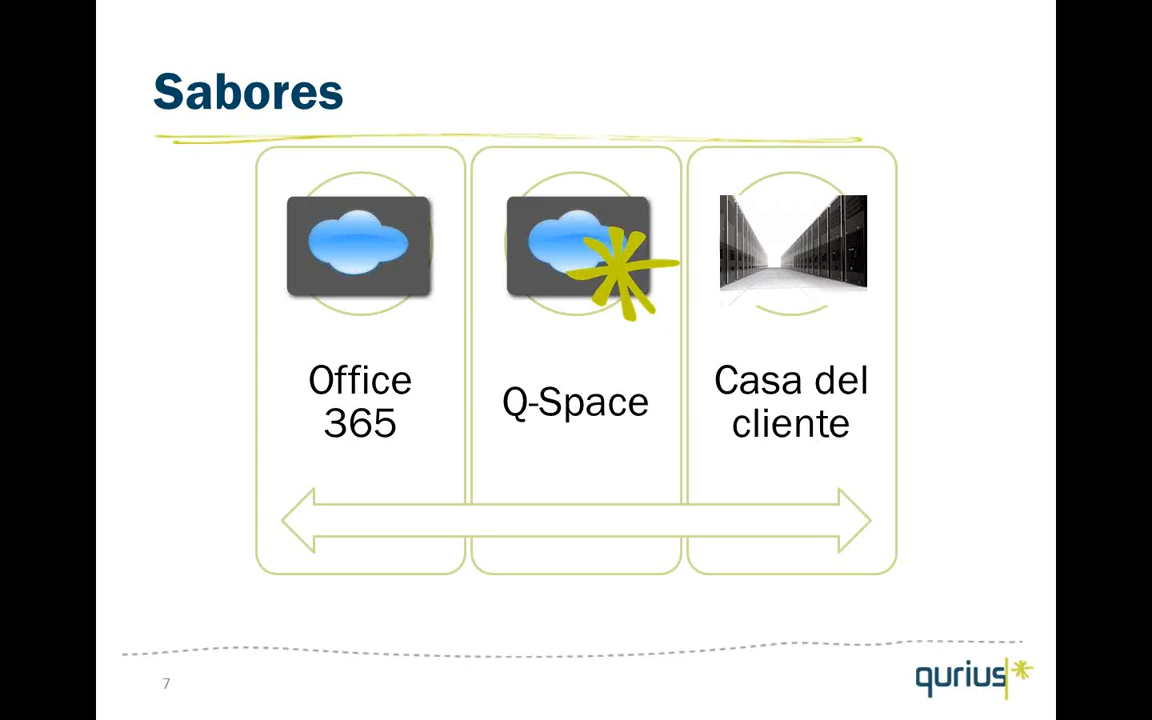 Sabores
Office
365
Q-Space
Casa del
cliente
7
qurius